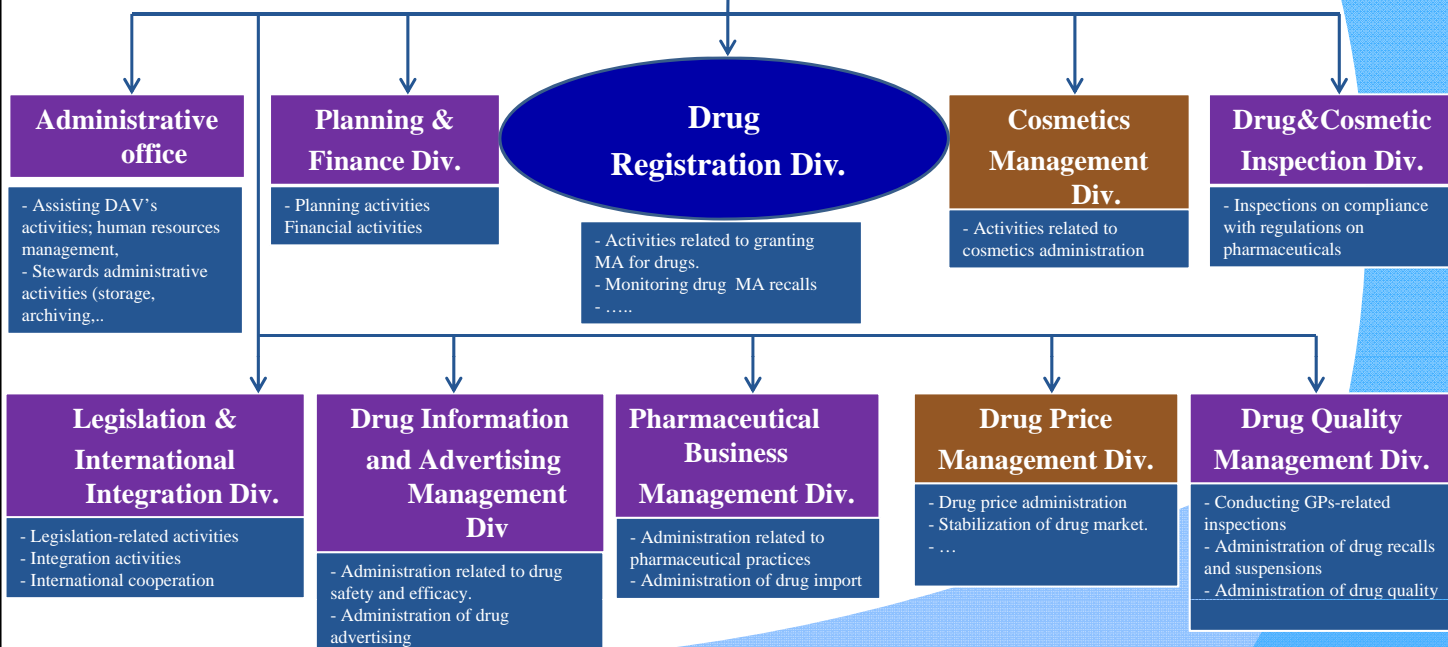 Administrative
office
- Assisting DAV's
activities; human resources
management,
- Stewards administrative
activities (storage,
archiving,..
Planning &
Finance Div.
- Planning activities
Financial activities
Drug
Registration Div.
- Activities related to granting
MA for drugs.
- Monitoring drug MA recalls
- …..
Cosmetics
Management
Div.
- Activities related to
cosmetics administration
Drug&Cosmetic
Inspection Div.
- Inspections on compliance
with regulations on
pharmaceuticals
Legislation &
International
Integration Div.
- Legislation-related activities
- Integration activities
- International cooperation
Drug Information
and Advertising
Management
Div
- Administration related to drug
safety and efficacy.
- Administration of drug
advertising
Pharmaceutical
Business
Management Div.
- Administration related to
pharmaceutical practices
- Administration of drug import
Drug Price
Management Div.
- Drug price administration
- Stabilization of drug market.
- …
Drug Quality
Management Div.
- Conducting GPs-related
inspections
- Administration of drug recalls
and suspensions
- Administration of drug quality